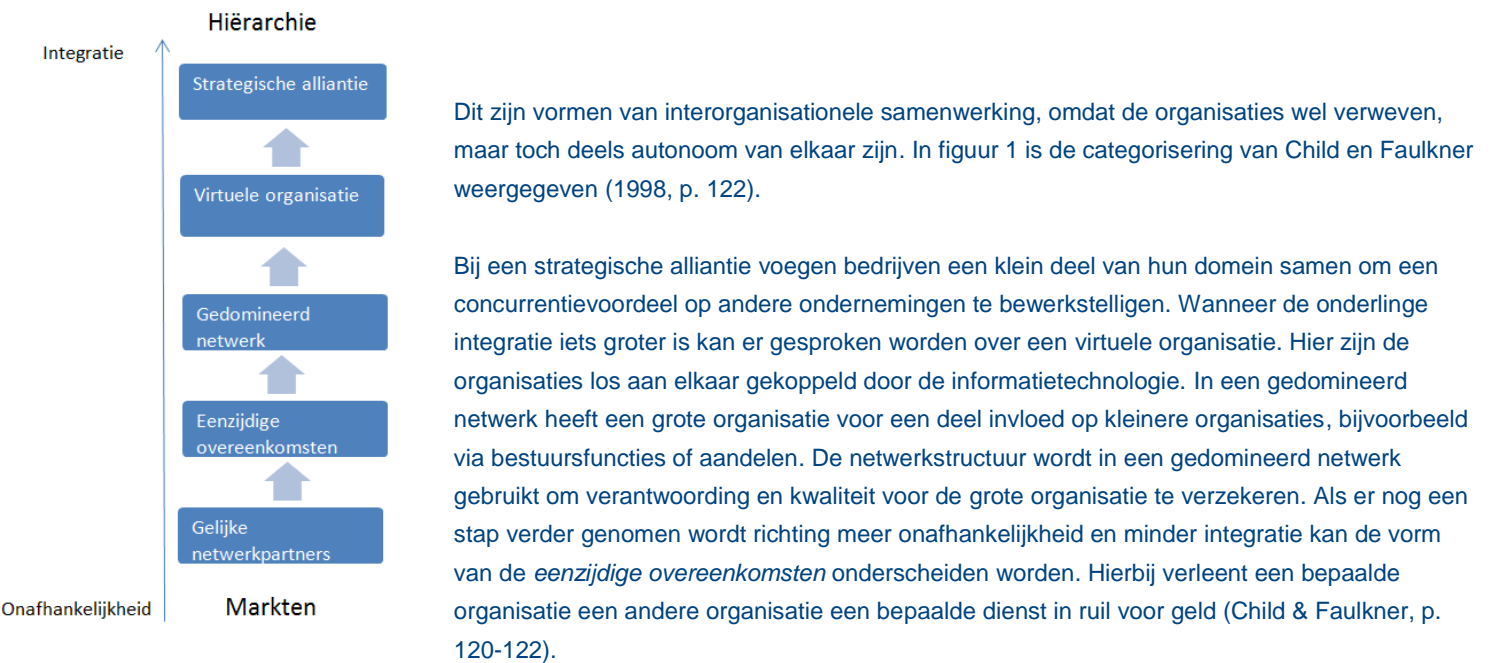 Hiërarchie
Integratie
Strategische alliantie
Virtuele organisatie
Gedomineerd
netwerk
Eenzijdige
overeenkomsten
Gelijke
netwerkpartners
Onafhankelijkheid
Markten
Dit zijn vormen van interorganisationele samenwerking, omdat de organisaties wel verweven,
maar toch deels autonoom van elkaar zijn. In figuur 1 is de categorisering van Child en Faulkner
weergegeven (1998, p. 122).
Bij een strategische alliantie voegen bedrijven een klein deel van hun domein samen om een
concurrentievoordeel op andere ondernemingen te bewerkstelligen. Wanneer de onderlinge
integratie iets groter is kan er gesproken worden over een virtuele organisatie. Hier zijn de
organisaties los aan elkaar gekoppeld door de informatietechnologie. In een gedomineerd
netwerk heeft een grote organisatie voor een deel invloed op kleinere organisaties, bijvoorbeeld
via bestuursfuncties of aandelen. De netwerkstructuur wordt in een gedomineerd netwerk
gebruikt om verantwoording en kwaliteit voor de grote organisatie te verzekeren. Als er nog een
stap verder genomen wordt richting meer onafhankelijkheid en minder integratie kan de vorm
van de eenzijdige overeenkomsten onderscheiden worden. Hierbij verleent een bepaalde
organisatie een andere organisatie een bepaalde dienst in ruil voor geld (Child & Faulkner, p.
120-122).